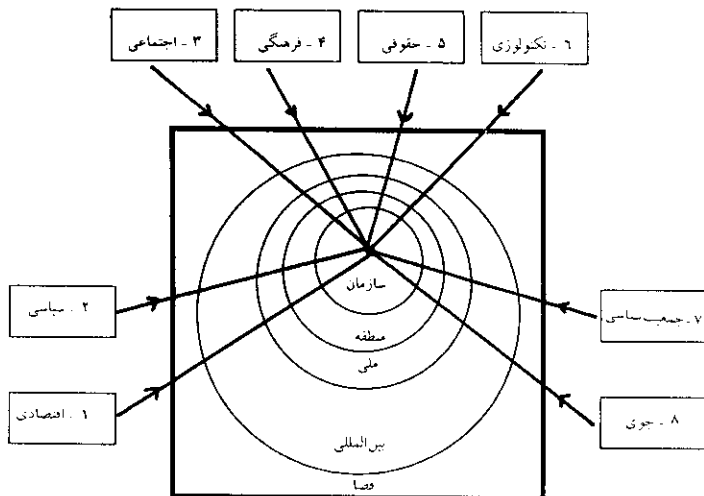 ۳ - اجتماعی
۴ - فرهنگی
۵ - حقوقی
٦ - تکنولوژی
سازمان
۲ - سیاسی
منطقه
۷ - جمعیت‌شناسی
ملی
۱ - اقتصادی
۸ - جوی
بین‌المللی
فضا